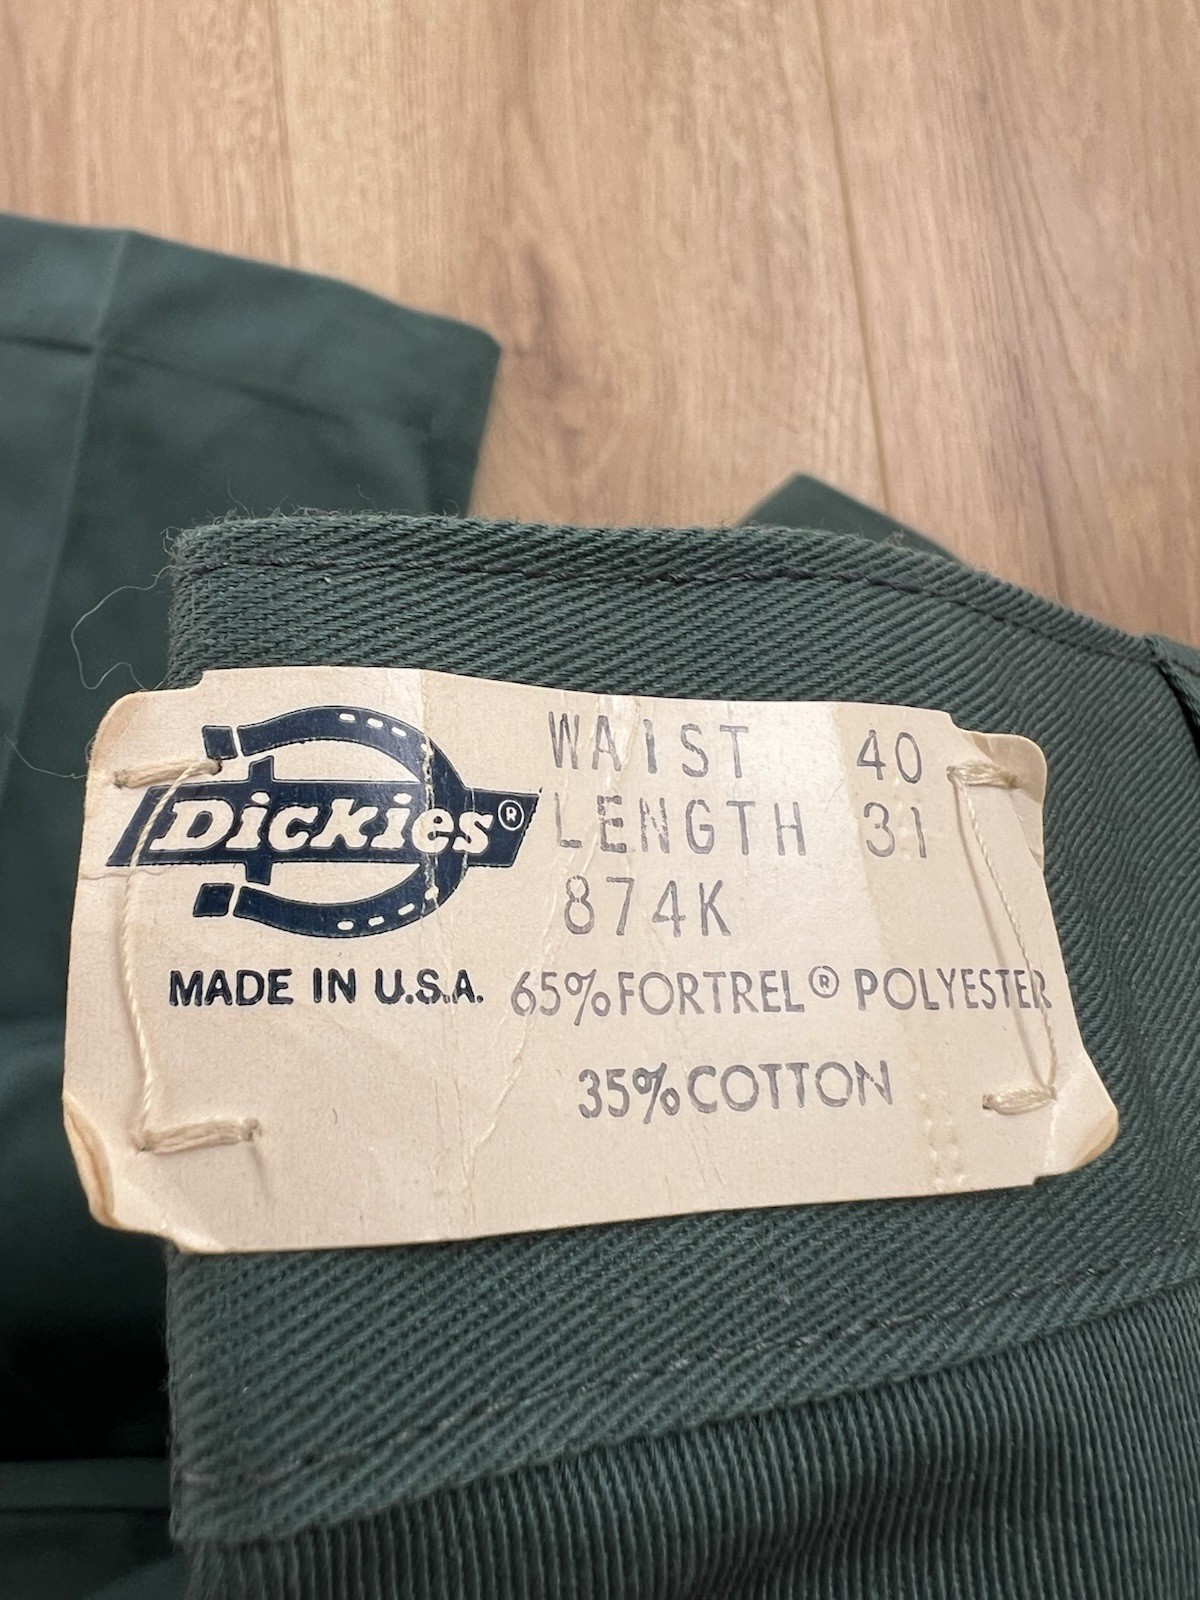 Dickies®
WAIST 40
LENGTH 31
874K
MADE IN U.S.A.
65% FORTREL® POLYESTER
35% COTTON